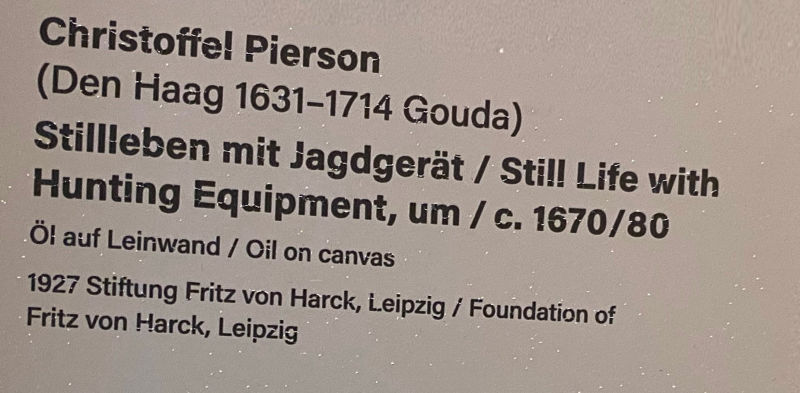 Christoffel Pierson
(Den Haag 1631–1714 Gouda)
Stillleben mit Jagdgerät / Still Life with
Hunting Equipment, um / c. 1670/80
Öl auf Leinwand / Oil on canvas
1927 Stiftung Fritz von Harck, Leipzig / Foundation of
Fritz von Harck, Leipzig